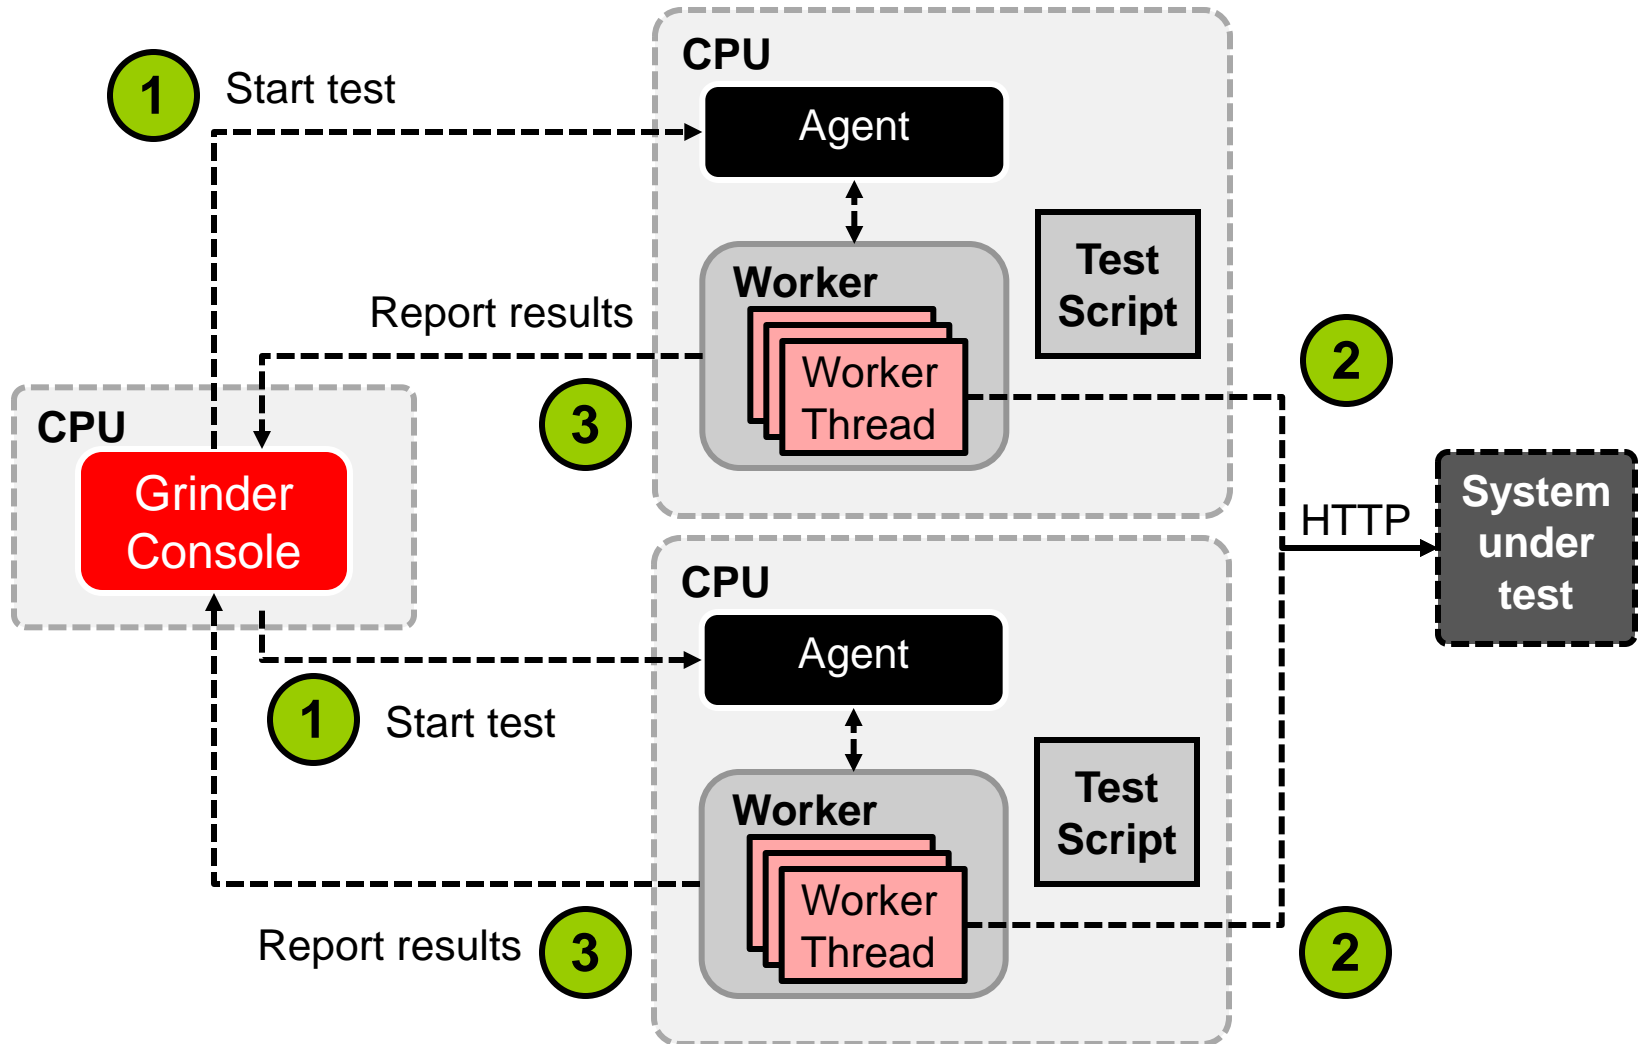 CPU
1
Start test
Agent
Worker
Test
Script
Report results
Worker
Thread
2
3
CPU
Grinder
Console
HTTP
System
under
test
CPU
Agent
1
Start test
Worker
Test
Script
Worker
Thread
Report results
3
2